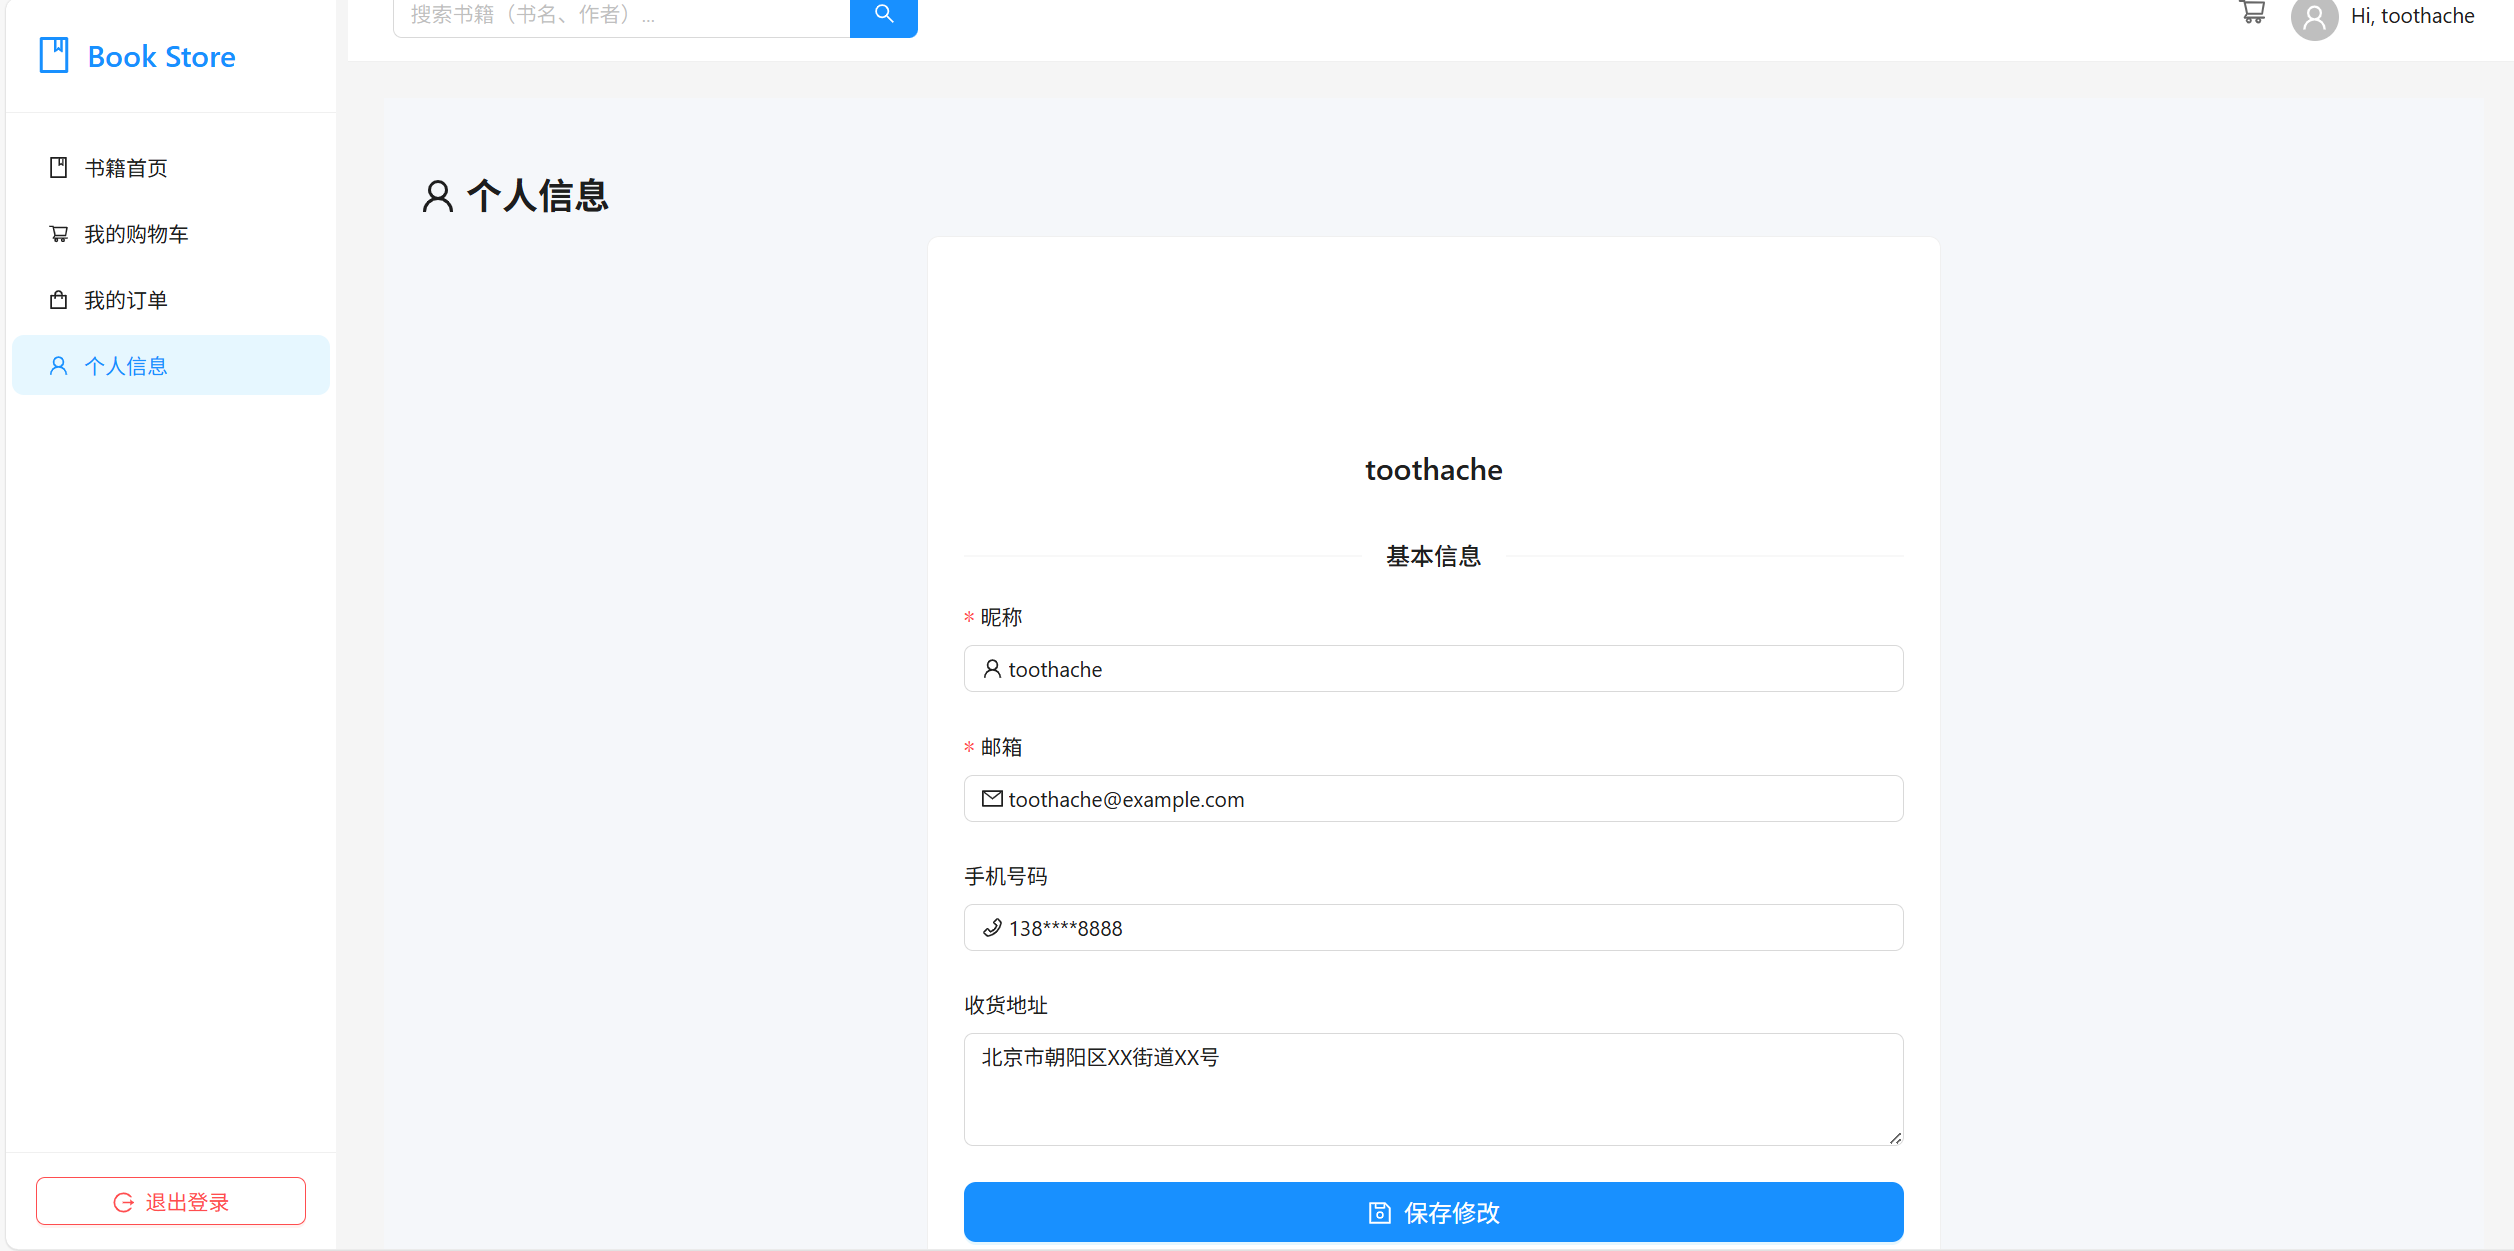 搜索书籍（书名、作者）...
Hi, toothache
Book Store
书籍首页
我的购物车
我的订单
个人信息
退出登录
个人信息
toothache
基本信息
* 昵称
toothache
* 邮箱
toothache@example.com
手机号码
138****8888
收货地址
北京市朝阳区XX街道XX号
保存修改